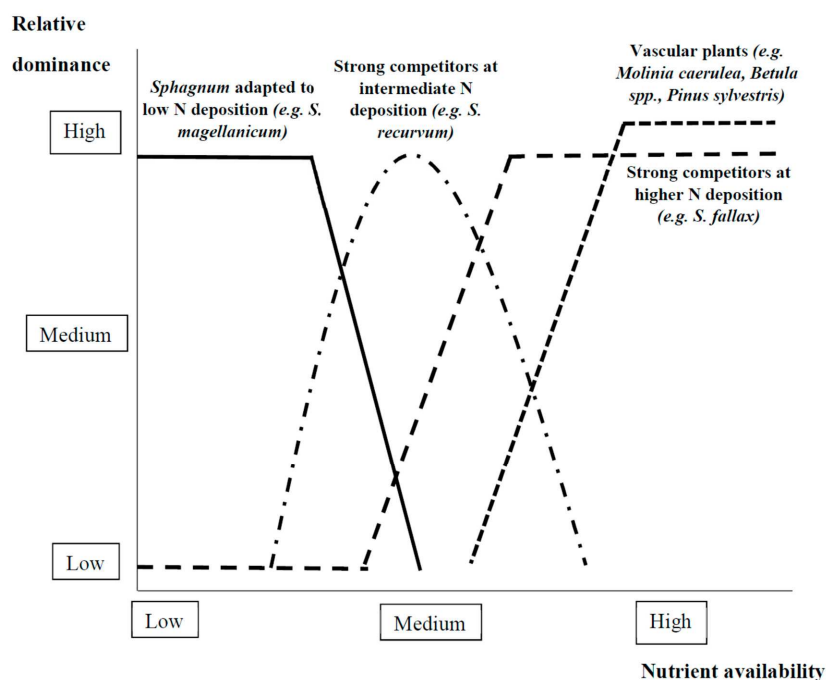 Relative
dominance
Sphagnum adapted to
low N deposition (e.g. S.
magellanicum)
Strong competitors at
intermediate N
deposition (e.g. S.
recurvum)
Vascular plants (e.g.
Molinia caerulea, Betula
spp., Pinus sylvestris)
High
Strong competitors at
higher N deposition
(e.g. S. fallax)
Medium
Low
Low
Medium
High
Nutrient availability